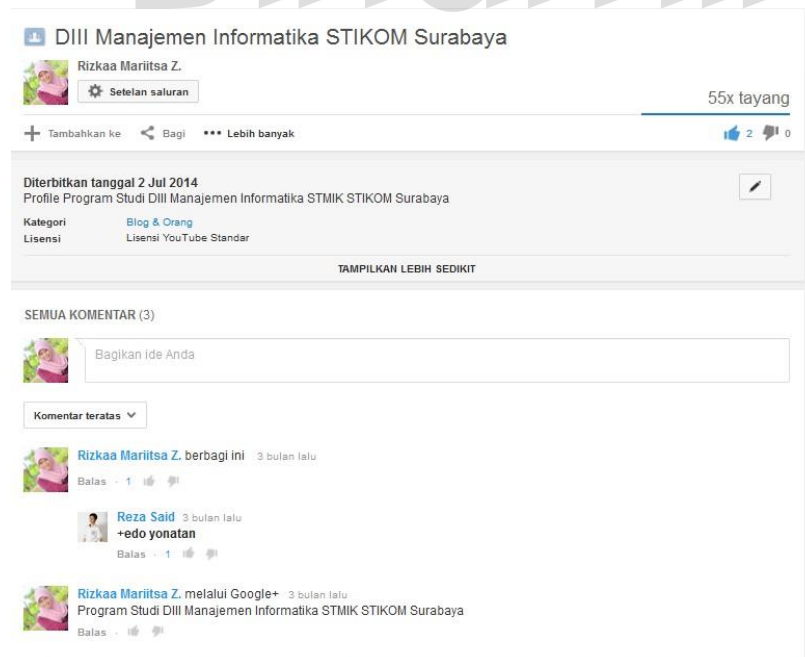 DIII Manajemen Informatika STIKOM Surabaya
Rizkaa Mariitsa Z.
Setelan saluran
55x tayang
Tambahkan ke Bagi ••• Lebih banyak
2 0
Diterbitkan tanggal 2 Jul 2014
Profile Program Studi DIII Manajemen Informatika STMIK STIKOM Surabaya
Kategori Blog & Orang
Lisensi Lisensi YouTube Standar
TAMPILKAN LEBIH SEDIKIT
SEMUA KOMENTAR (3)
Bagikan ide Anda
Komentar teratas
Rizkaa Mariitsa Z. berbagi ini 3 bulan lalu
Balas · 1
Reza Said 3 bulan lalu
+edo yonatan
Balas · 1
Rizkaa Mariitsa Z. melalui Google+ 3 bulan lalu
Program Studi DIII Manajemen Informatika STMIK STIKOM Surabaya
Balas ·